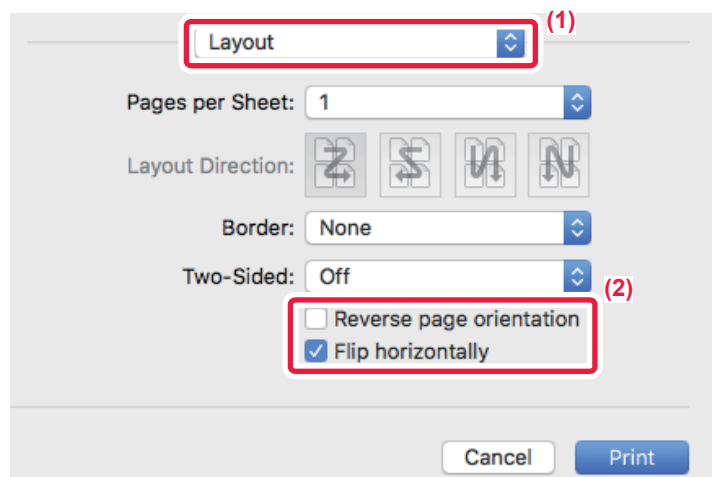 Layout
(1)
Pages per Sheet: 1
Layout Direction:
Border: None
Two-Sided: Off
(2)
Reverse page orientation
Flip horizontally
Cancel Print